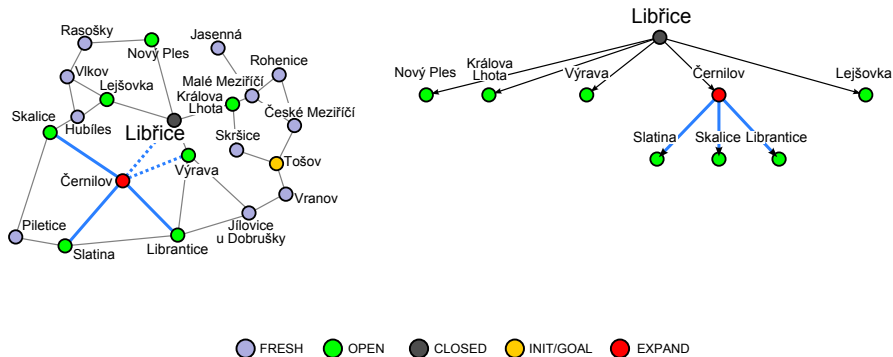 Rasošky
Nový Ples
Jasenná
Rohenice
Vlkov
Lejšovka
Malé Meziříčí
Králova
Lhota
České Meziříčí
Skalice
Hubíles
Libřice
Skršice
Tošov
Výrava
Černilov
Vranov
Piletice
Slatina
Librantice
Jílovice
u Dobrušky
Libřice
Nový Ples
Králova
Lhota
Výrava
Černilov
Lejšovka
Slatina
Skalice
Librantice
FRESH
OPEN
CLOSED
INIT/GOAL
EXPAND